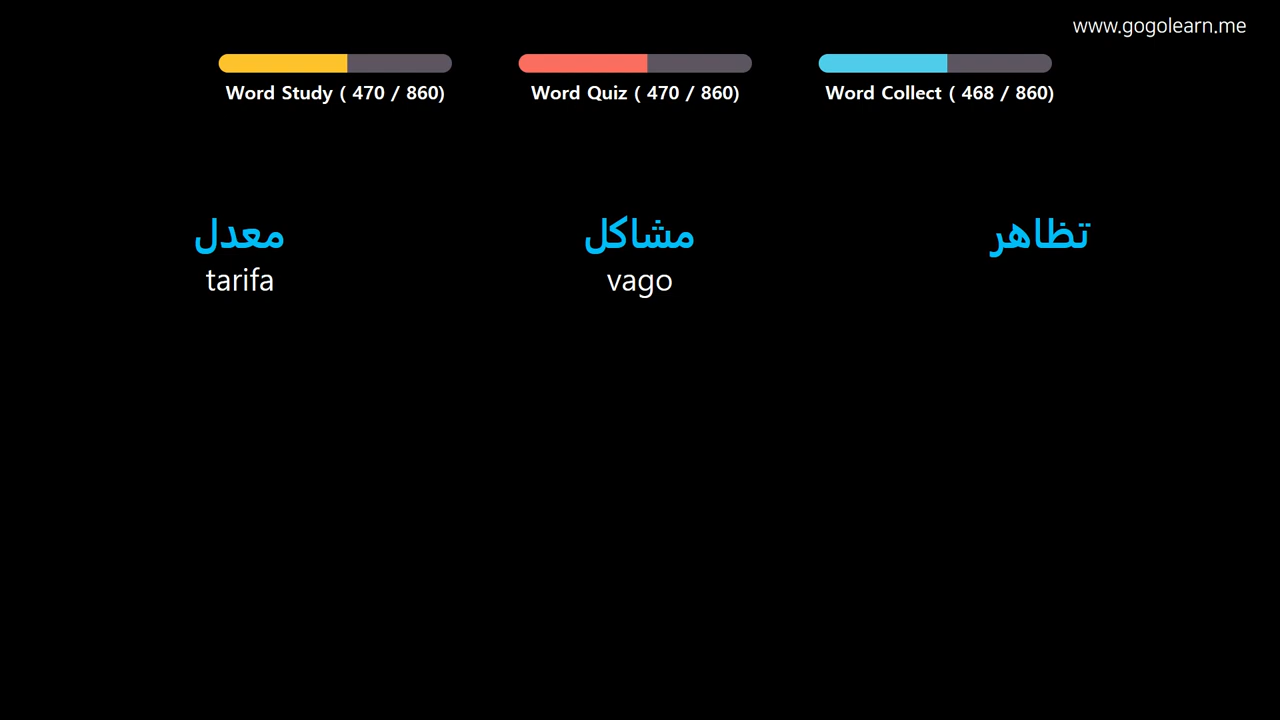 www.gogolearn.me
Word Study ( 470 / 860)
Word Quiz ( 470 / 860)
Word Collect ( 468 / 860)
معدل
tarifa
مشاكل
vago
تظاهر